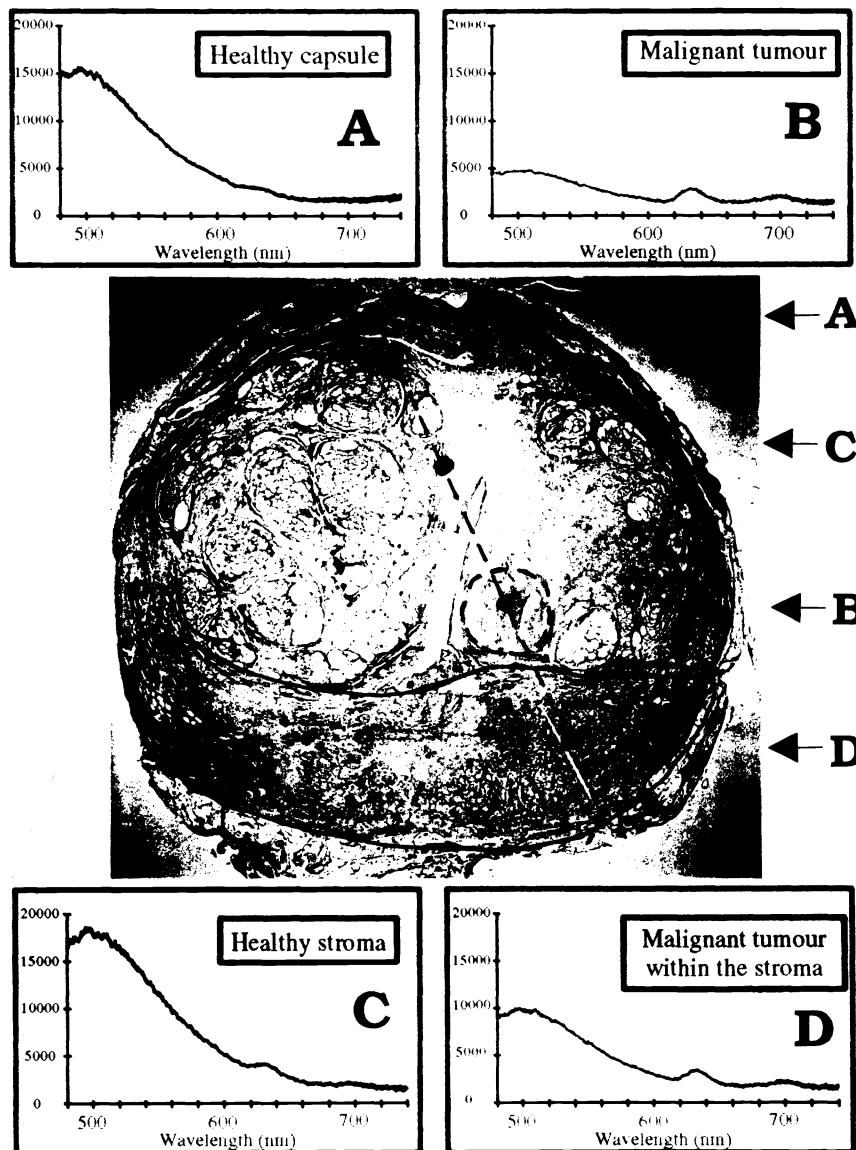 20000
15000
10000
5000
0
Healthy capsule
A
500
600
700
Wavelength (nm)
20000
15000
10000
5000
0
Malignant tumour
B
500
600
700
Wavelength (nm)
A
C
B
D
20000
15000
10000
5000
0
Healthy stroma
C
500
600
700
Wavelength (nm)
20000
15000
10000
5000
0
Malignant tumour
within the stroma
D
500
600
700
Wavelength (nm)